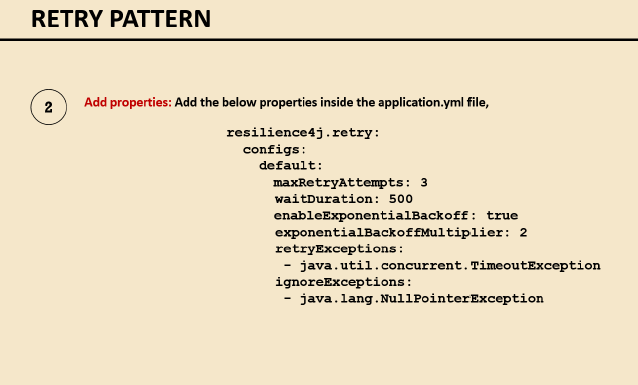 RETRY PATTERN
2
Add properties: Add the below properties inside the application.yml file,
resilience4j.retry:
configs:
default:
maxRetryAttempts: 3
waitDuration: 500
enableExponentialBackoff: true
exponentialBackoffMultiplier: 2
retryExceptions:
- java.util.concurrent.TimeoutException
ignoreExceptions:
- java.lang.NullPointerException